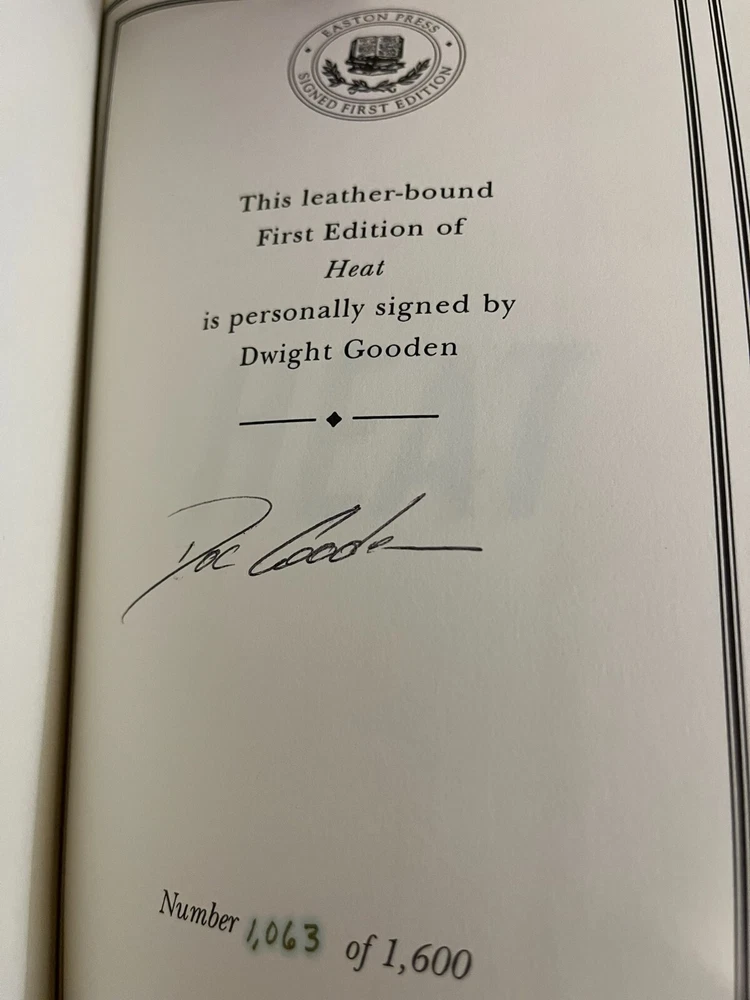 EASTON PRESS
SIGNED FIRST EDITION
This leather-bound
First Edition of
Heat
is personally signed by
Dwight Gooden
Doc Gooden
Number 1,063 of 1,600
HEAT